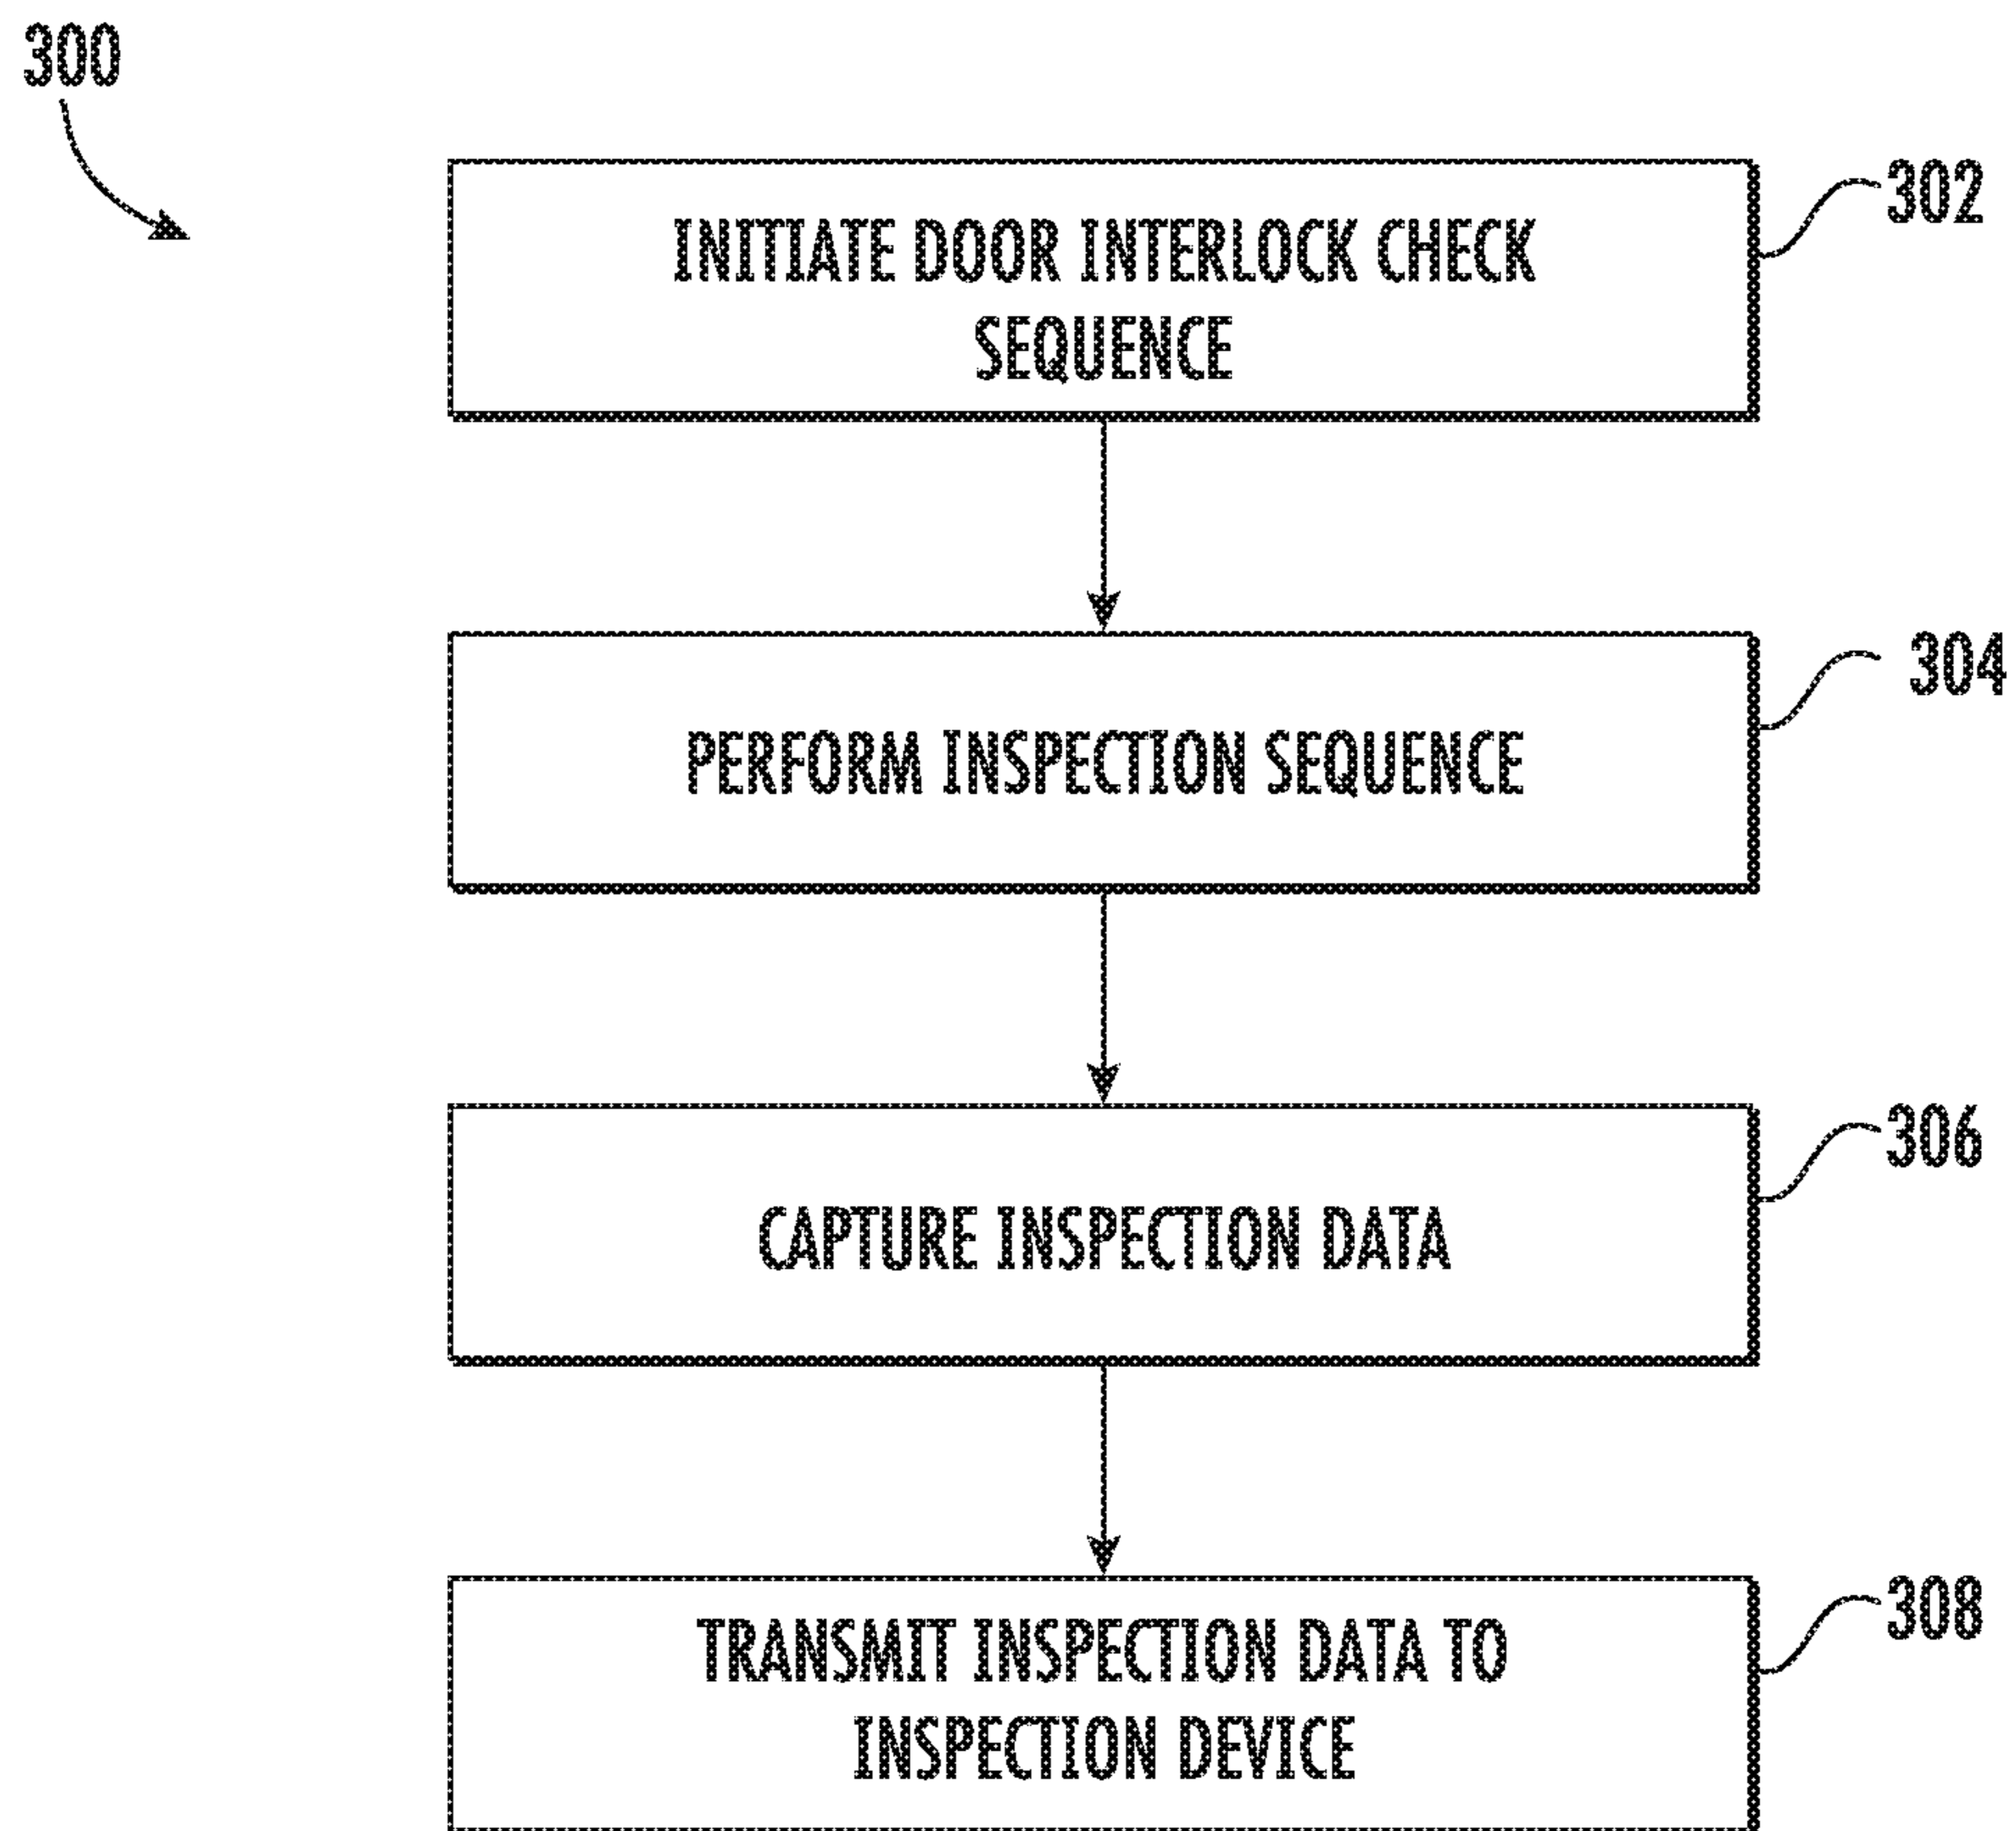 300
302
INITIATE DOOR INTERLOCK CHECK
SEQUENCE
304
PERFORM INSPECTION SEQUENCE
306
CAPTURE INSPECTION DATA
308
TRANSMIT INSPECTION DATA TO
INSPECTION DEVICE